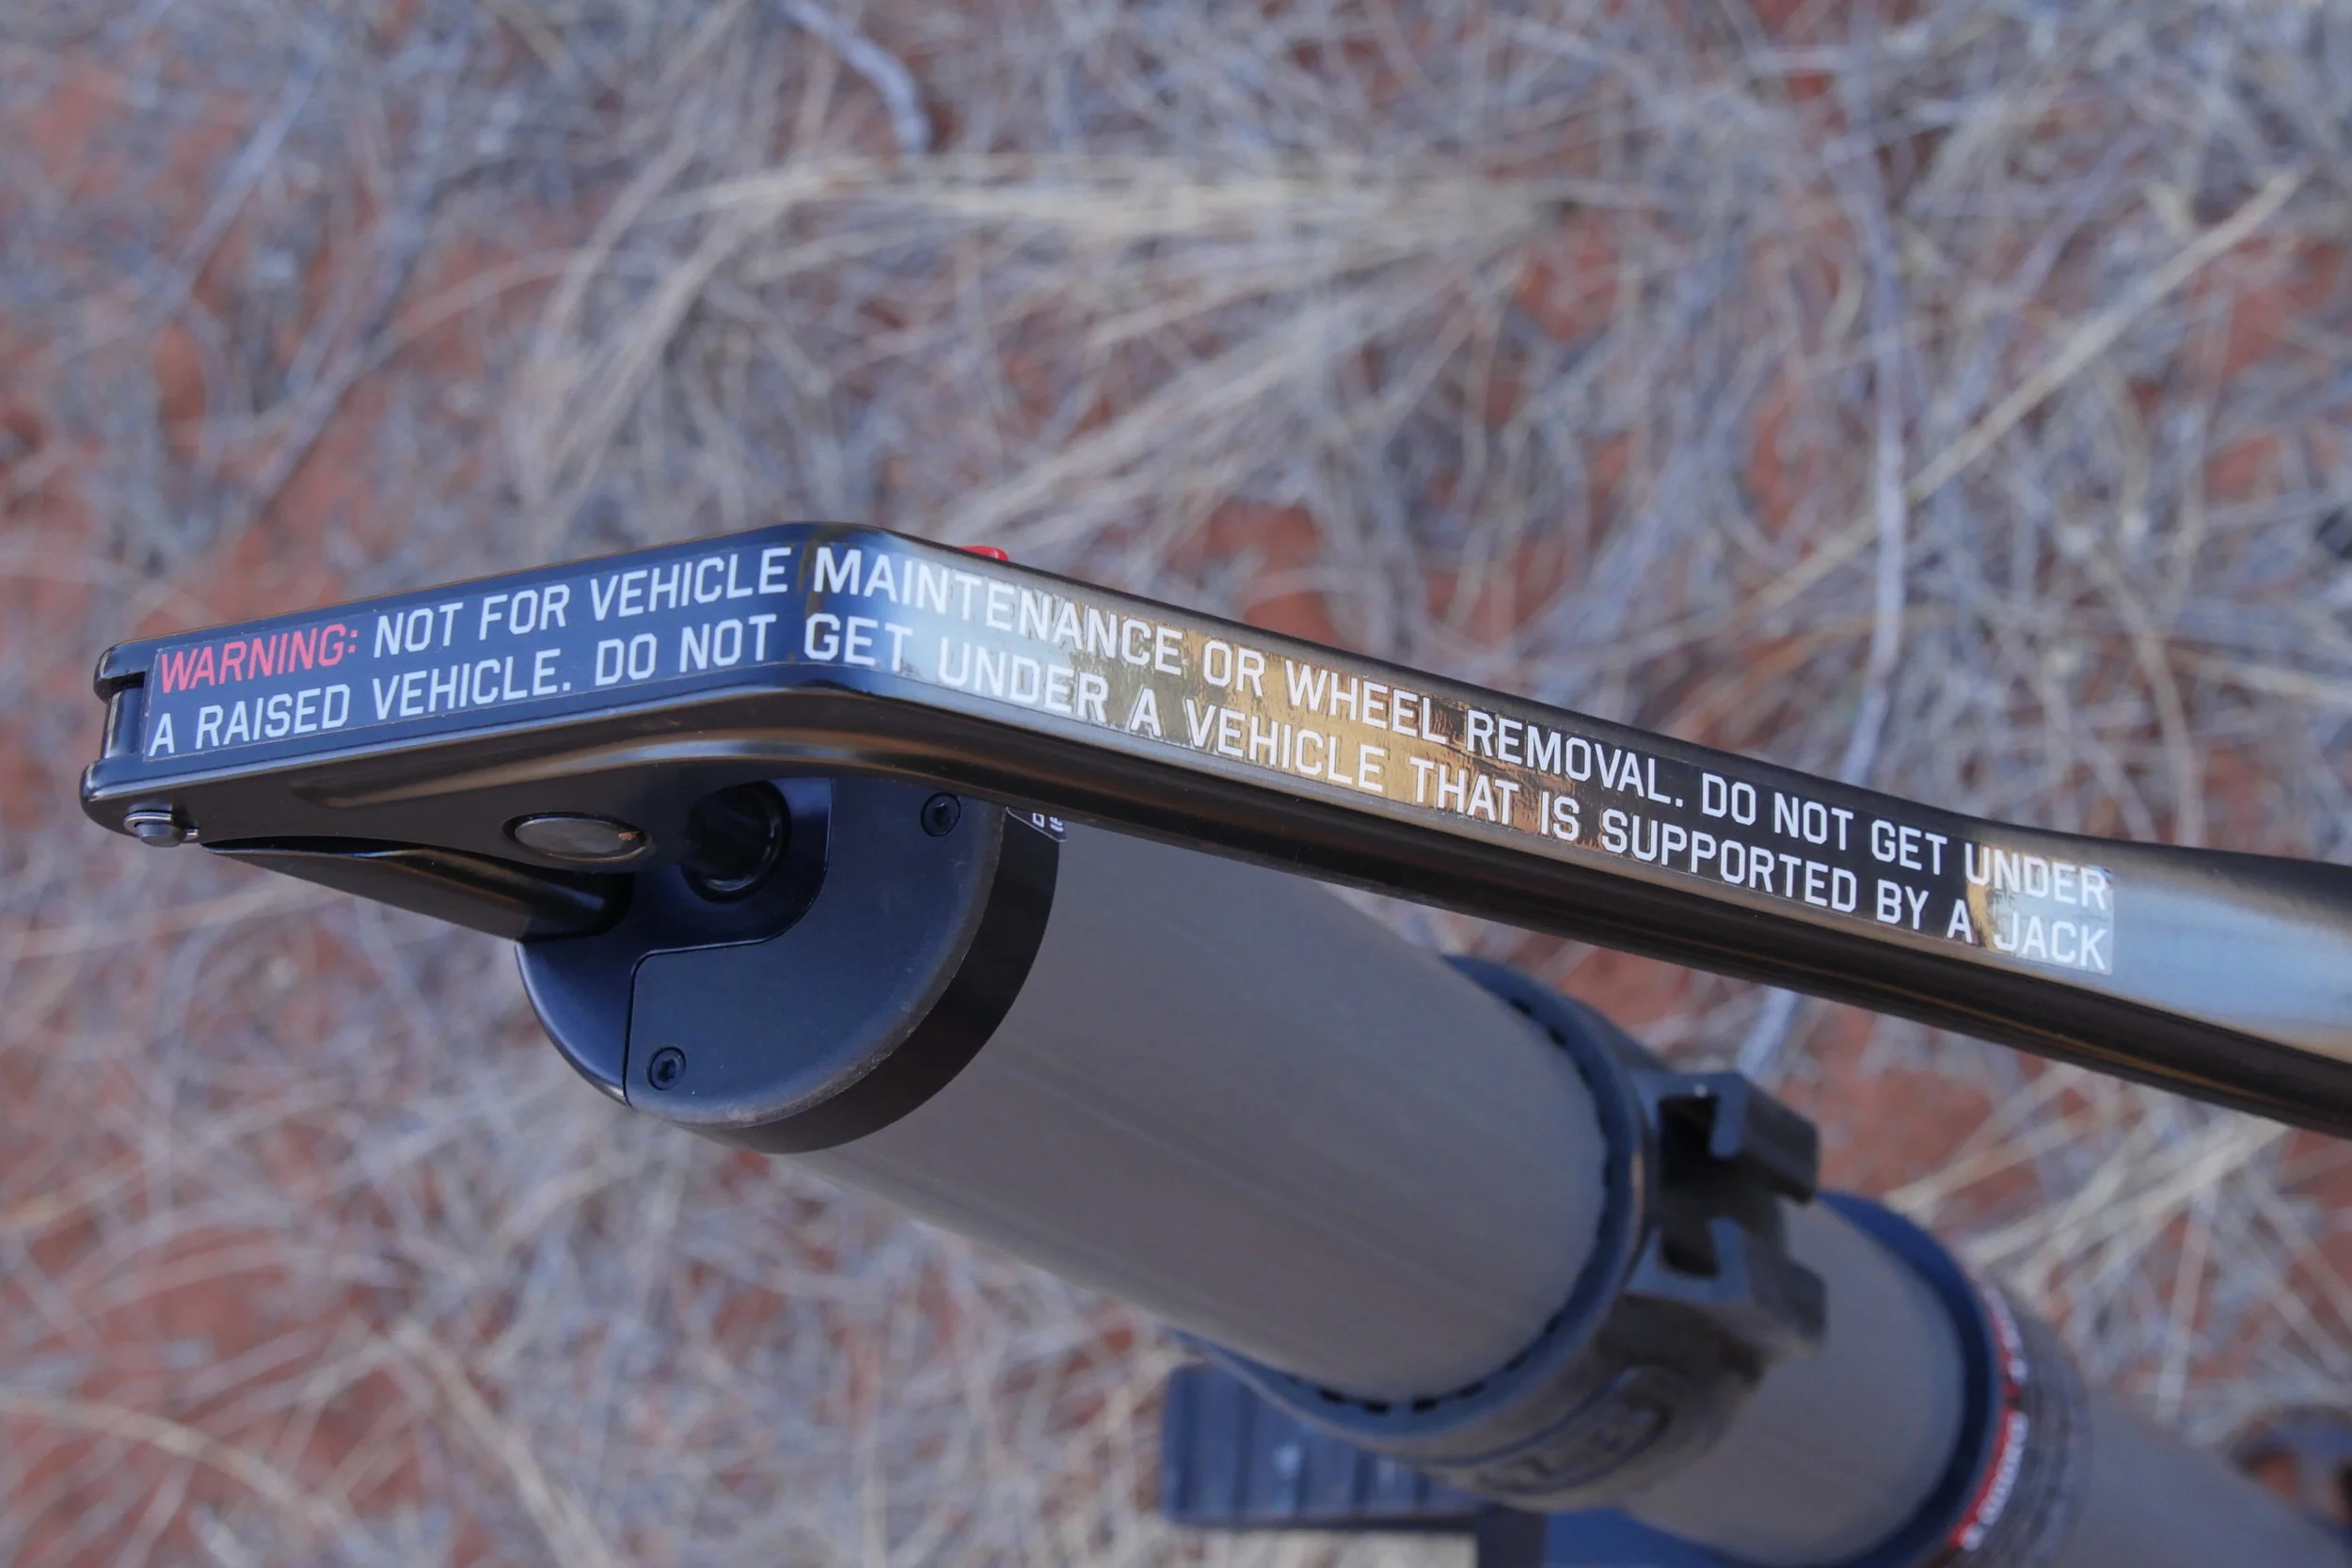 WARNING: NOT FOR VEHICLE MAINTENANCE OR WHEEL REMOVAL. DO NOT GET UNDER
A RAISED VEHICLE. DO NOT GET UNDER A VEHICLE THAT IS SUPPORTED BY A JACK